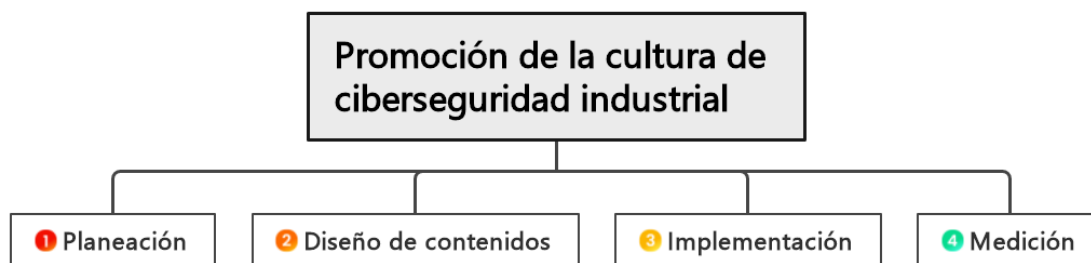 Promoción de la cultura de
ciberseguridad industrial
1 Planeación
2 Diseño de contenidos
3 Implementación
4 Medición